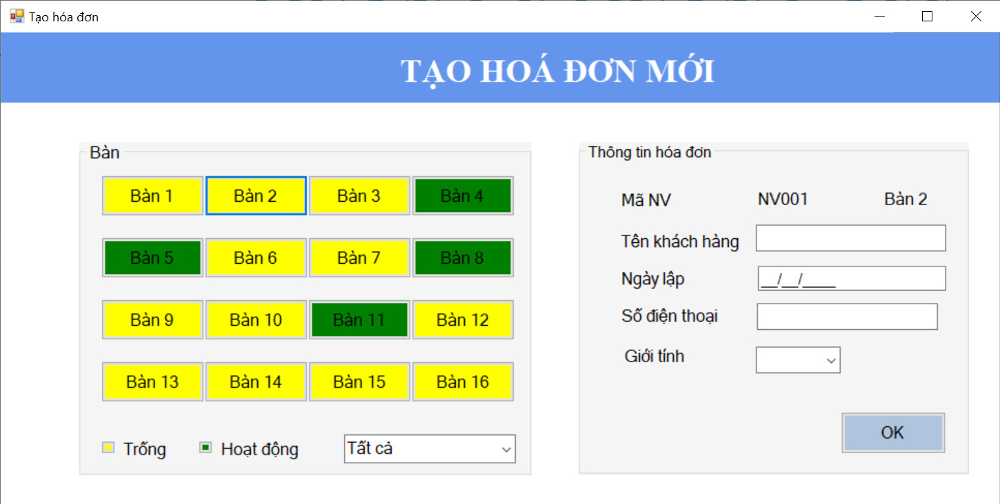 Tạo hóa đơn
TẠO HOÁ ĐƠN MỚI
Bàn
Bàn 1 Bàn 2 Bàn 3 Bàn 4
Bàn 5 Bàn 6 Bàn 7 Bàn 8
Bàn 9 Bàn 10 Bàn 11 Bàn 12
Bàn 13 Bàn 14 Bàn 15 Bàn 16
Trống Hoạt động Tất cả
Thông tin hóa đơn
Mã NV NV001 Bàn 2
Tên khách hàng
Ngày lập __/__/____
Số điện thoại
Giới tính
OK